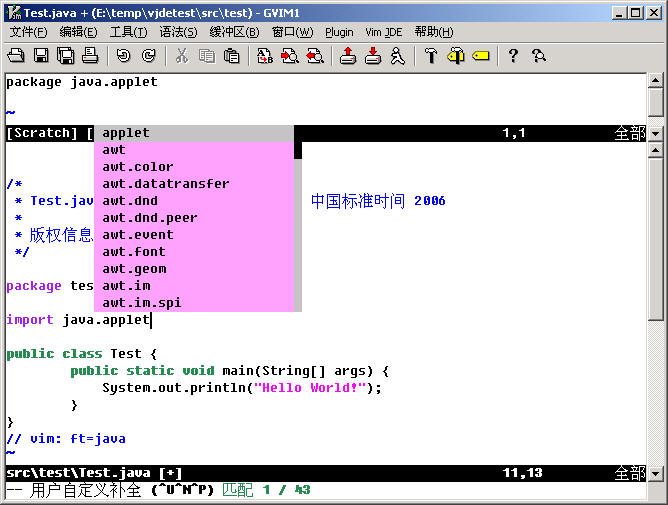 Test.java + (E:\temp\vjdetest\src\test) - GVIM1
文件(F) 编辑(E) 工具(T) 语法(S) 缓冲区(B) 窗口(W) Plugin Vim JDE 帮助(H)
package java.applet
~
[Scratch] [ 1,1 全部
applet
awt
awt.color
awt.datatransfer
awt.dnd
awt.dnd.peer
awt.event
awt.font
awt.geom
awt.im
awt.im.spi
/*
* Test.jav 中国标准时间 2006
*
* 版权信息
*/
package tes
import java.applet
public class Test {
public static void main(String[] args) {
System.out.println("Hello World!");
}
}
// vim: ft=java
~
src\test\Test.java [+] 11,13 全部
-- 用户自定义补全 (^U^N^P) 匹配 1 / 43